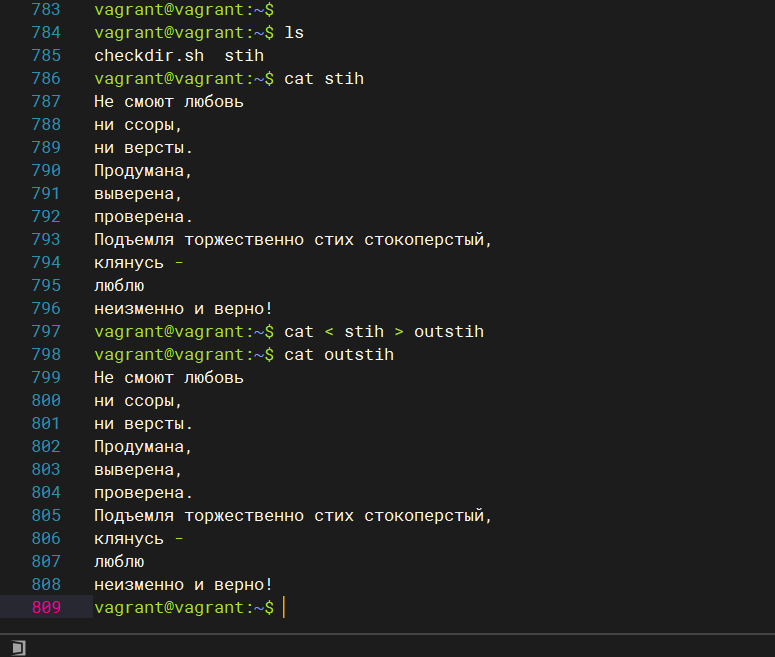 783 vagrant@vagrant:~$
784 vagrant@vagrant:~$ ls
785 checkdir.sh  stih
786 vagrant@vagrant:~$ cat stih
787 Не смоют любовь
788 ни ссоры,
789 ни версты.
790 Продумана,
791 выверена,
792 проверена.
793 Подъемля торжественно стих стокоперстый,
794 клянусь -
795 люблю
796 неизменно и верно!
797 vagrant@vagrant:~$ cat < stih > outstih
798 vagrant@vagrant:~$ cat outstih
799 Не смоют любовь
800 ни ссоры,
801 ни версты.
802 Продумана,
803 выверена,
804 проверена.
805 Подъемля торжественно стих стокоперстый,
806 клянусь -
807 люблю
808 неизменно и верно!
809 vagrant@vagrant:~$